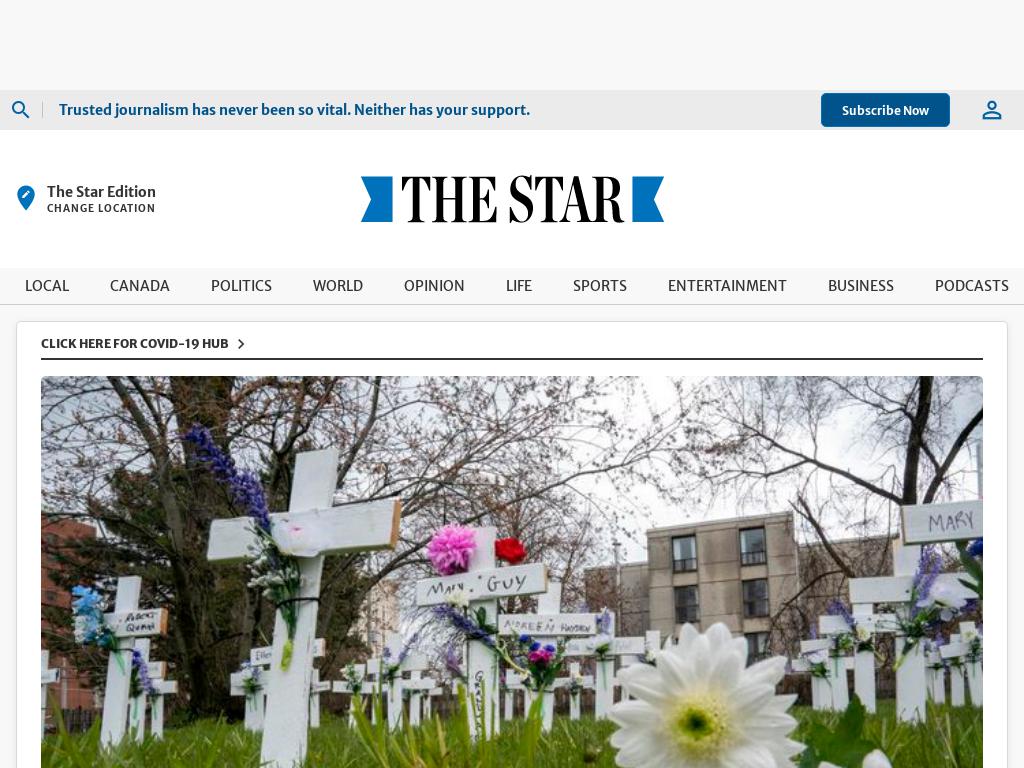 Trusted journalism has never been so vital. Neither has your support.
Subscribe Now
The Star Edition
CHANGE LOCATION
THE STAR
LOCAL
CANADA
POLITICS
WORLD
OPINION
LIFE
SPORTS
ENTERTAINMENT
BUSINESS
PODCASTS
CLICK HERE FOR COVID-19 HUB
MARY
MARY GUY
NOREEN